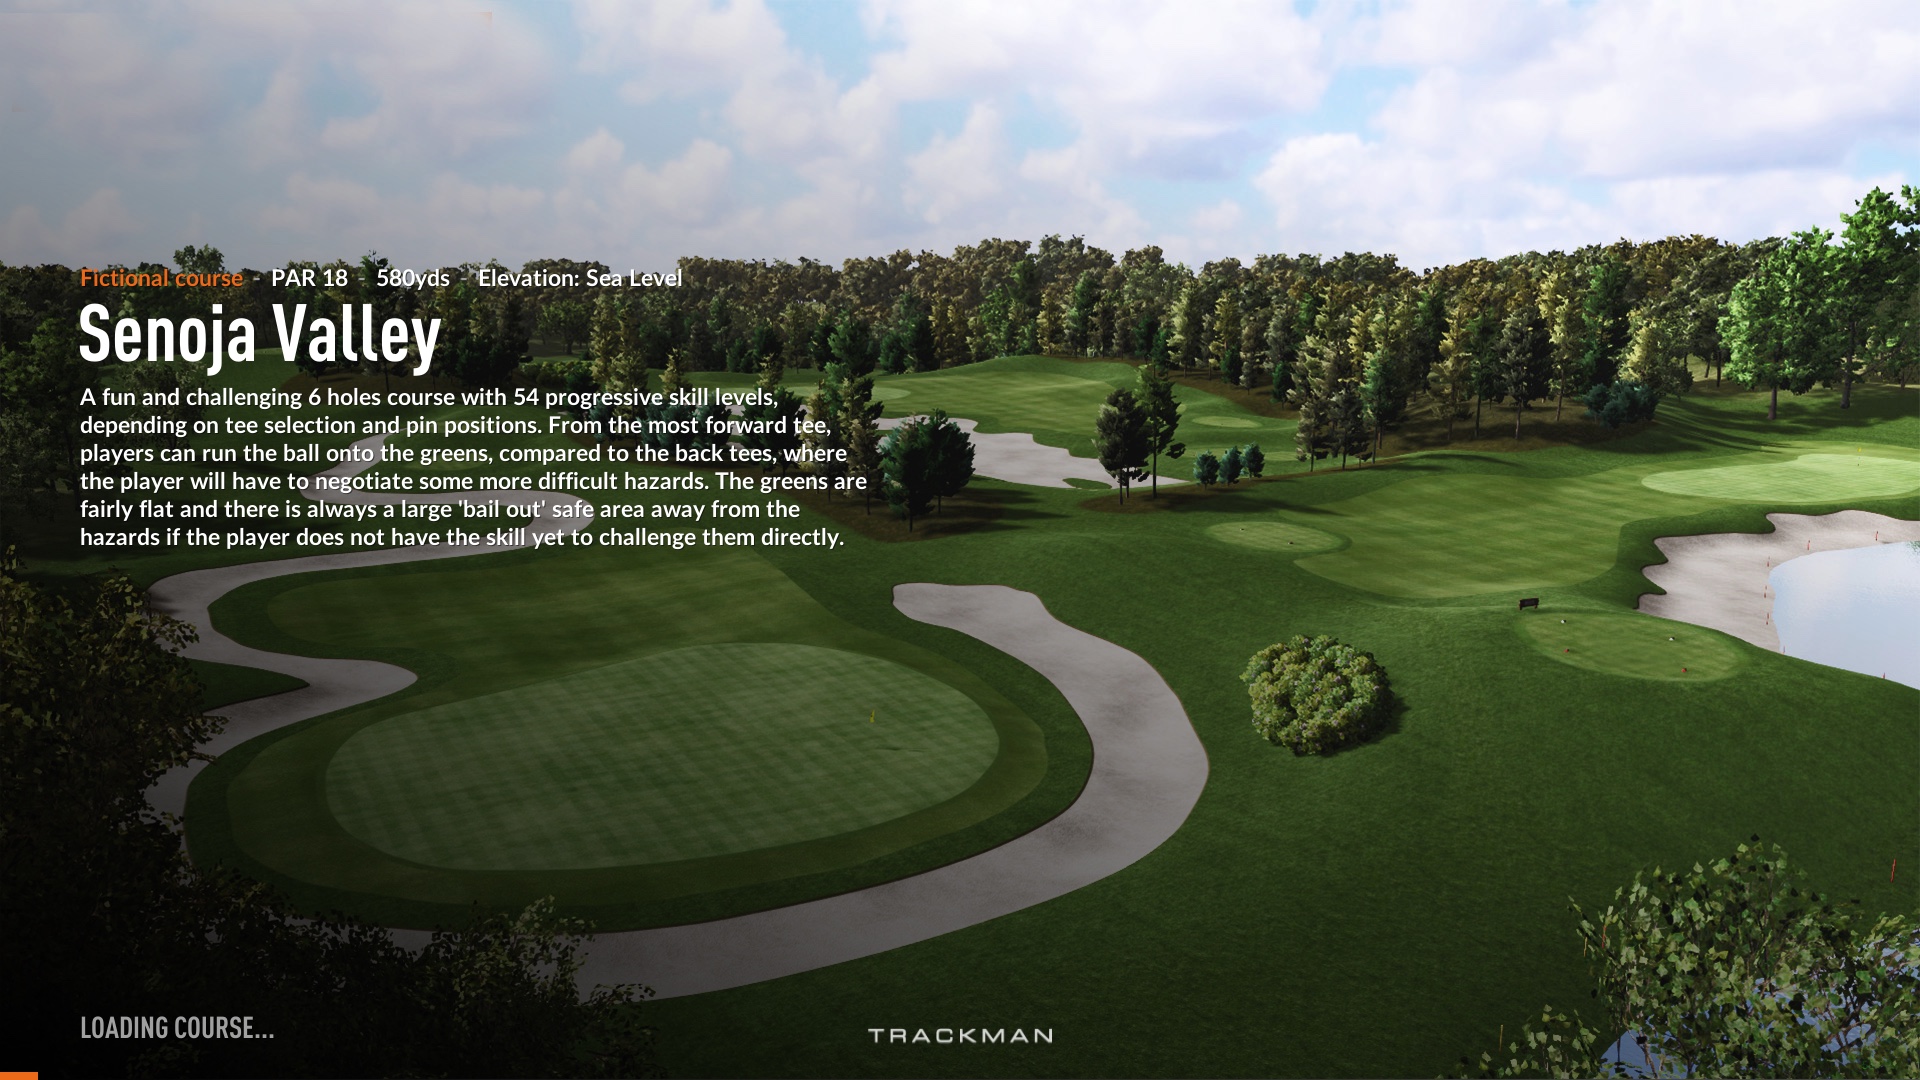 Fictional course - PAR 18 - 580yds - Elevation: Sea Level
Senoja Valley
A fun and challenging 6 holes course with 54 progressive skill levels,
depending on tee selection and pin positions. From the most forward tee,
players can run the ball onto the greens, compared to the back tees, where
the player will have to negotiate some more difficult hazards. The greens are
fairly flat and there is always a large 'bail out' safe area away from the
hazards if the player does not have the skill yet to challenge them directly.
LOADING COURSE...
TRACKMAN